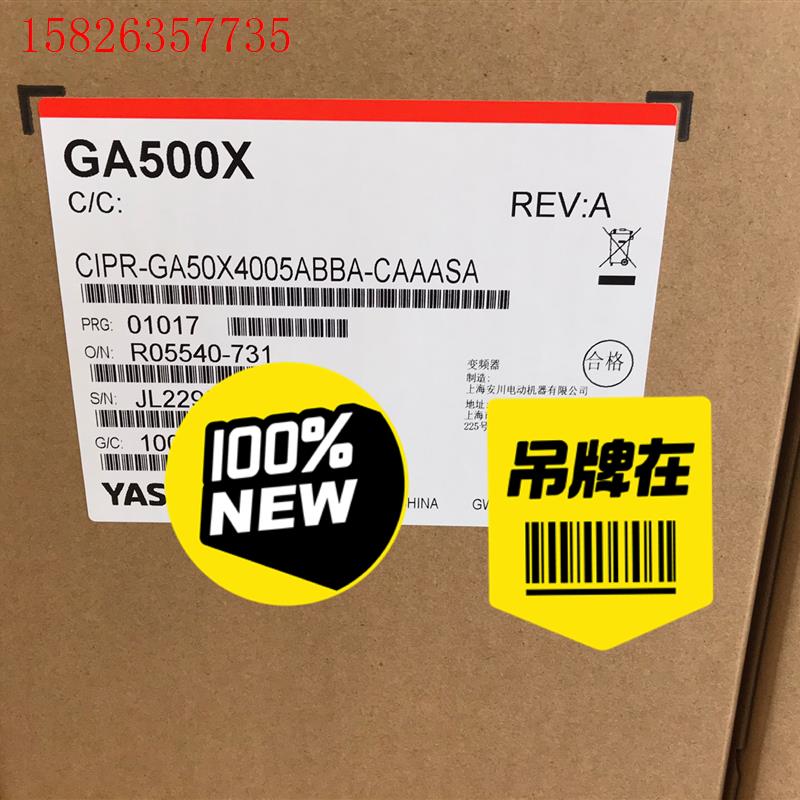 15826357735
GA500X
C/C:
REV:A
CIPR-GA50X4005ABBA-CAAASA
PRG: 01017
O/N: R05540-731
变频器
合格
制造:
上海安川电动机器有限公司
S/N: JL229
地址:
上海
225号
G/C: 100
YAS
HINA
GW
100%
NEW
吊牌在